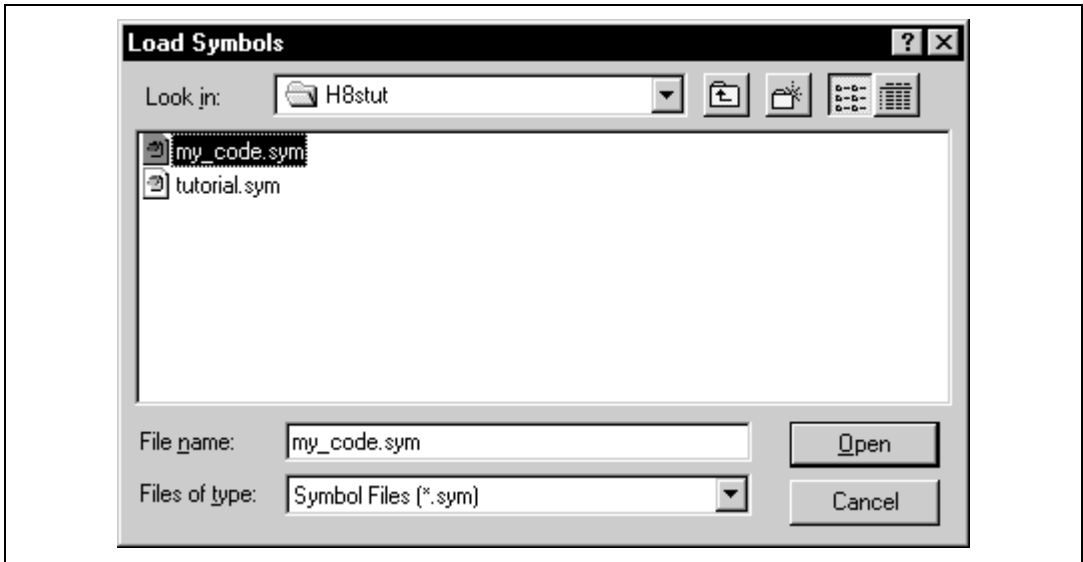 Load Symbols
Look in: H8stut
my_code.sym
tutorial.sym
File name: my_code.sym Open
Files of type: Symbol Files (*.sym) Cancel